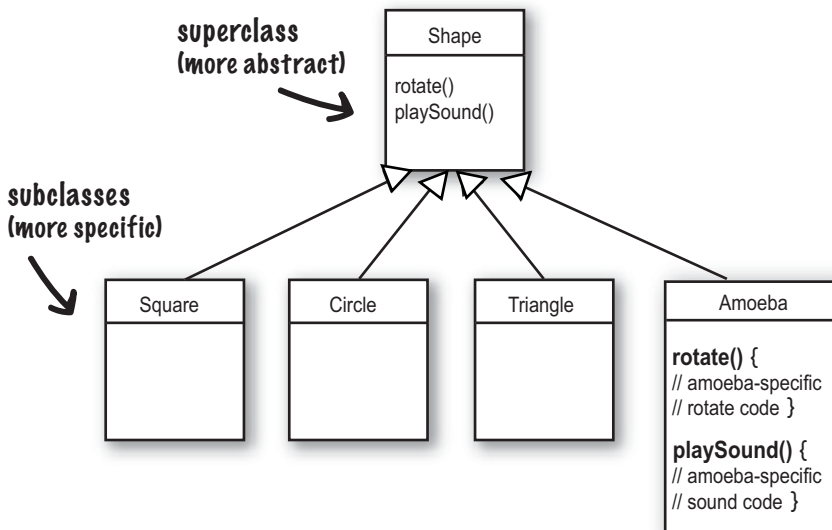 superclass
(more abstract)
Shape
rotate()
playSound()
subclasses
(more specific)
Square
Circle
Triangle
Amoeba
rotate() {
// amoeba-specific
// rotate code }
playSound() {
// amoeba-specific
// sound code }